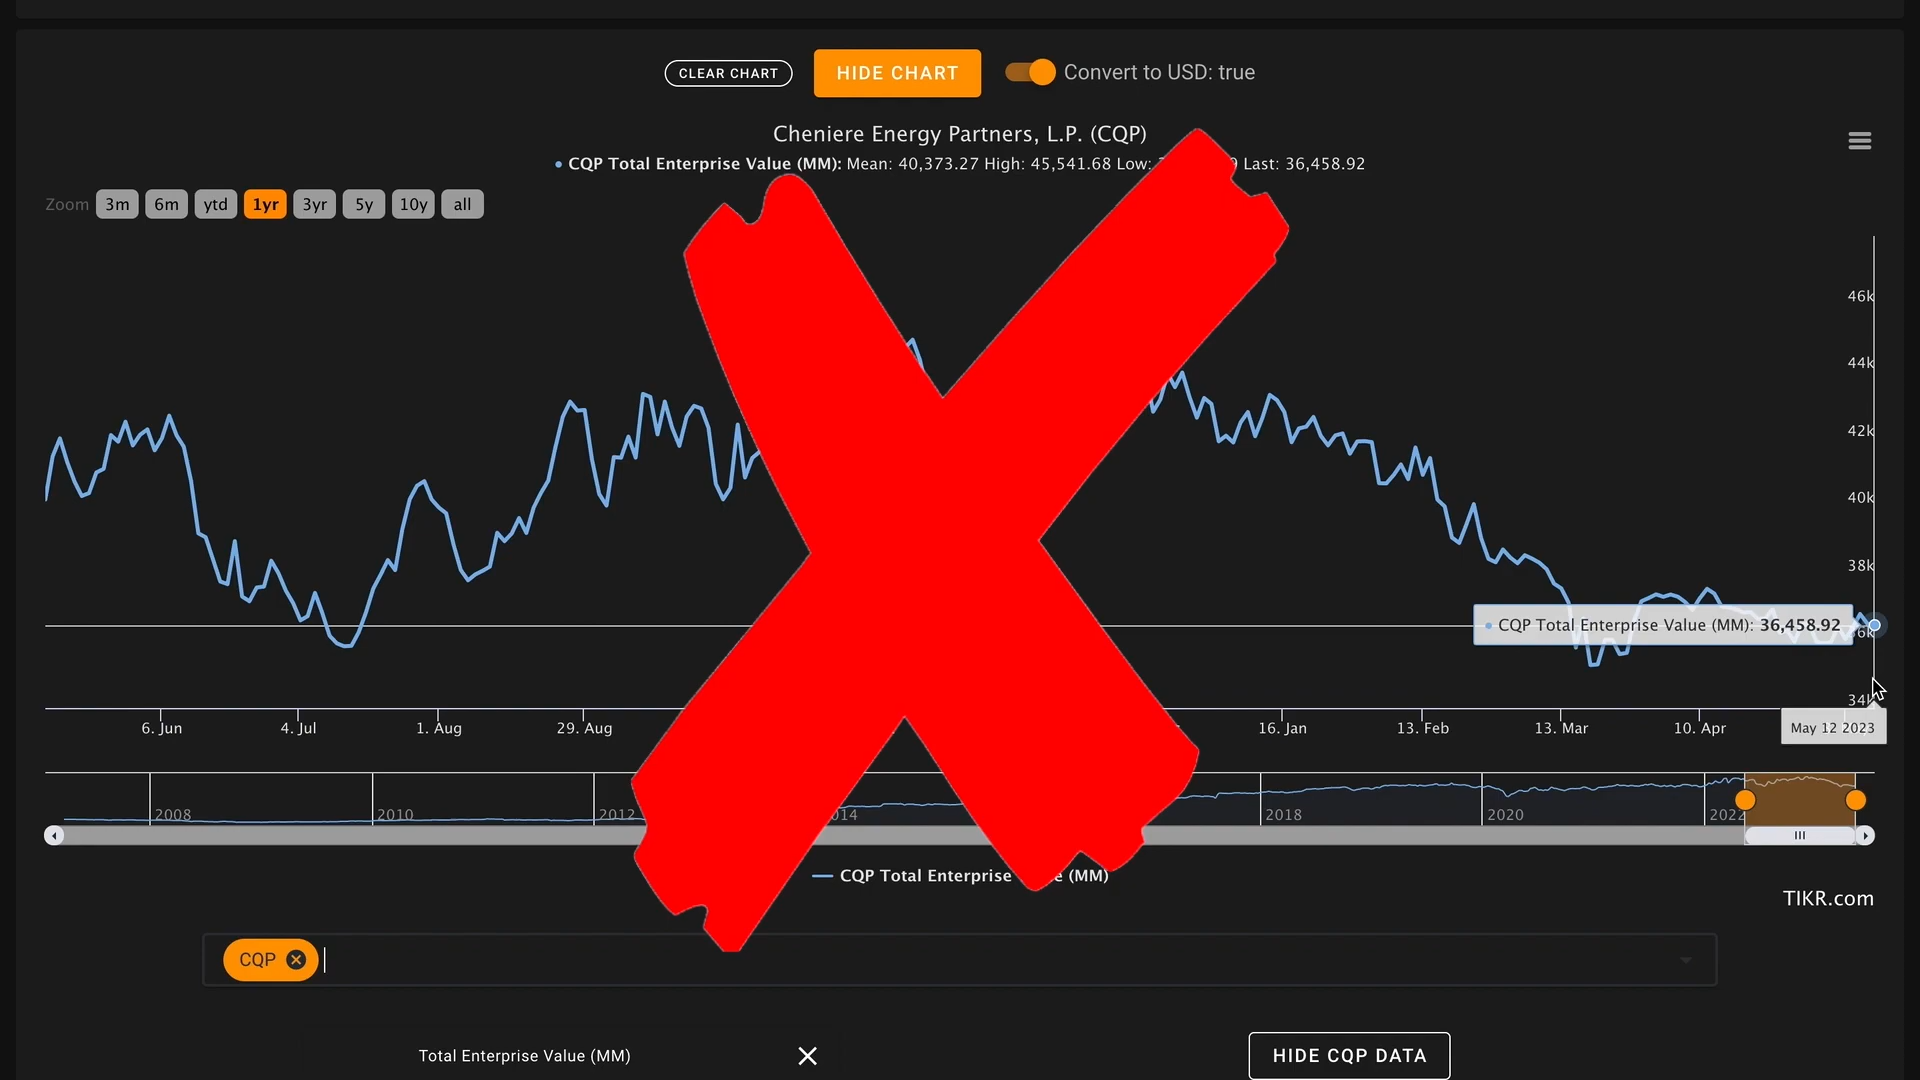 CLEAR CHART
HIDE CHART
Convert to USD: true
Cheniere Energy Partners, L.P. (CQP)
CQP Total Enterprise Value (MM): Mean: 40,373.27 High: 45,541.68 Low: Last: 36,458.92
Zoom 3m 6m ytd 1yr 3yr 5y 10y all
46k
44k
42k
40k
38k
CQP Total Enterprise Value (MM): 36,458.92
34k
6. Jun 4. Jul 1. Aug 29. Aug 16. Jan 13. Feb 13. Mar 10. Apr May 12 2023
2008 2010 2012 2018 2020 2022
CQP Total Enterprise (MM)
TIKR.com
CQP
Total Enterprise Value (MM)
HIDE CQP DATA